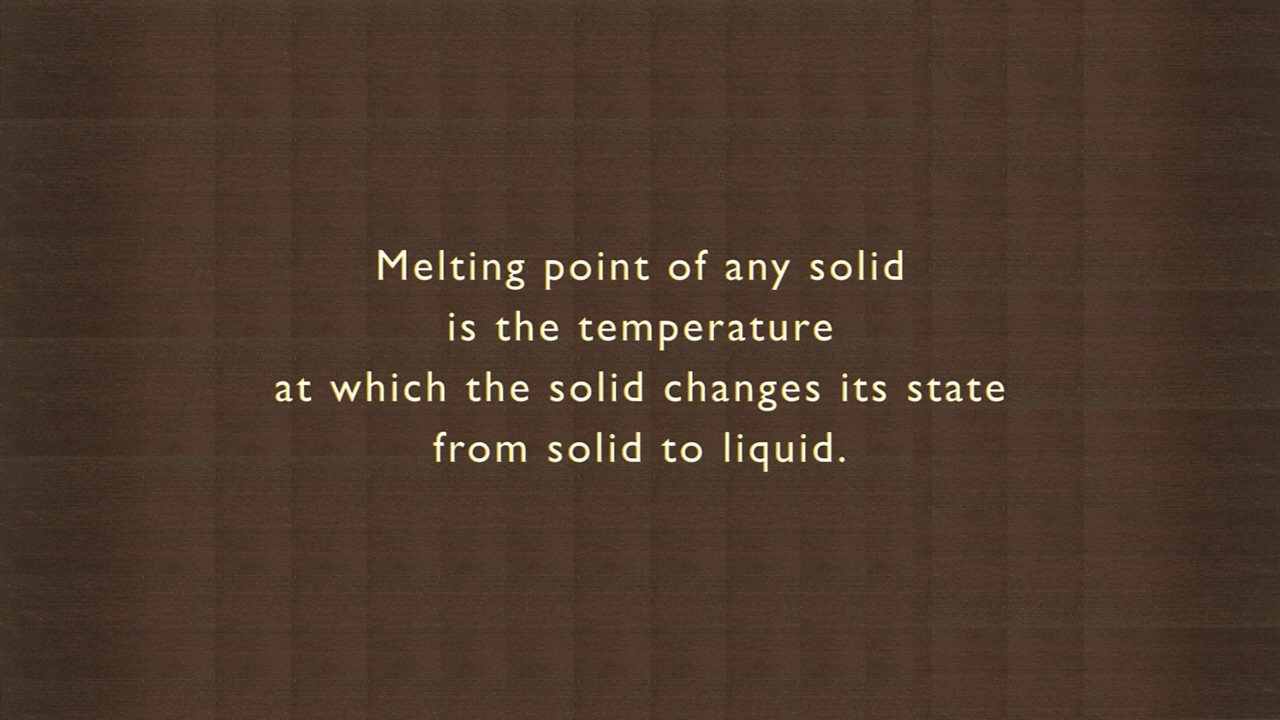 Melting point of any solid
is the temperature
at which the solid changes its state
from solid to liquid.